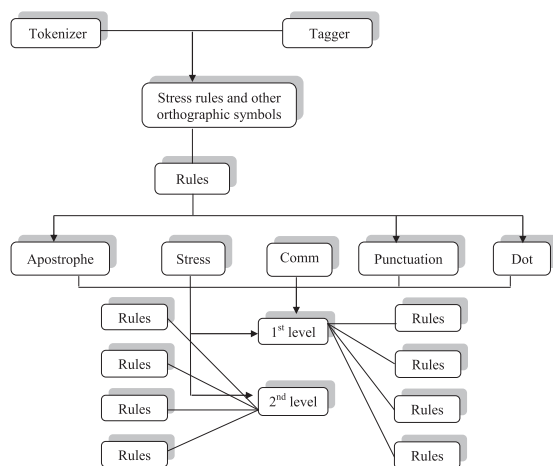 Tokenizer
Tagger
Stress rules and other
orthographic symbols
Rules
Apostrophe
Stress
Comm
Punctuation
Dot
Rules
1st level
Rules
Rules
Rules
2nd level
Rules
Rules
Rules
Rules